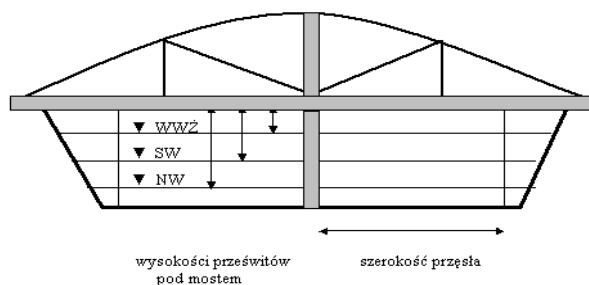 ▼ WWŻ
▼ SW
▼ NW
wysokości prześwitów
pod mostem
szerokość przęsła